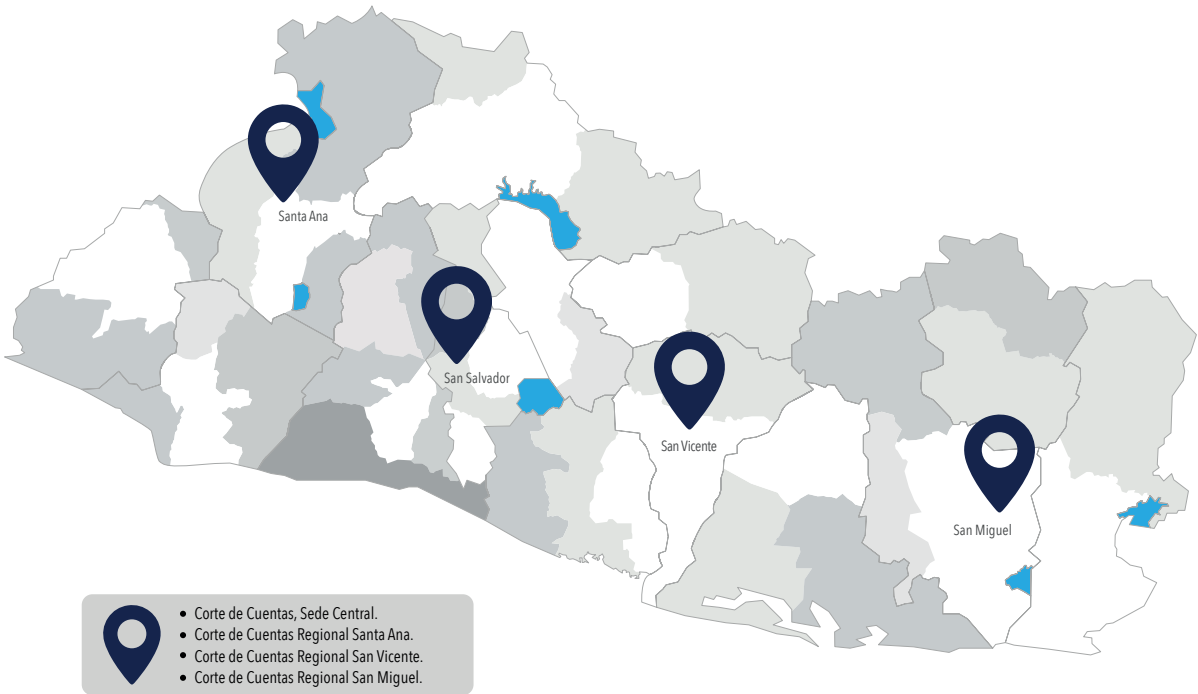 Santa Ana
San Salvador
San Vicente
San Miguel
• Corte de Cuentas, Sede Central.
• Corte de Cuentas Regional Santa Ana.
• Corte de Cuentas Regional San Vicente.
• Corte de Cuentas Regional San Miguel.